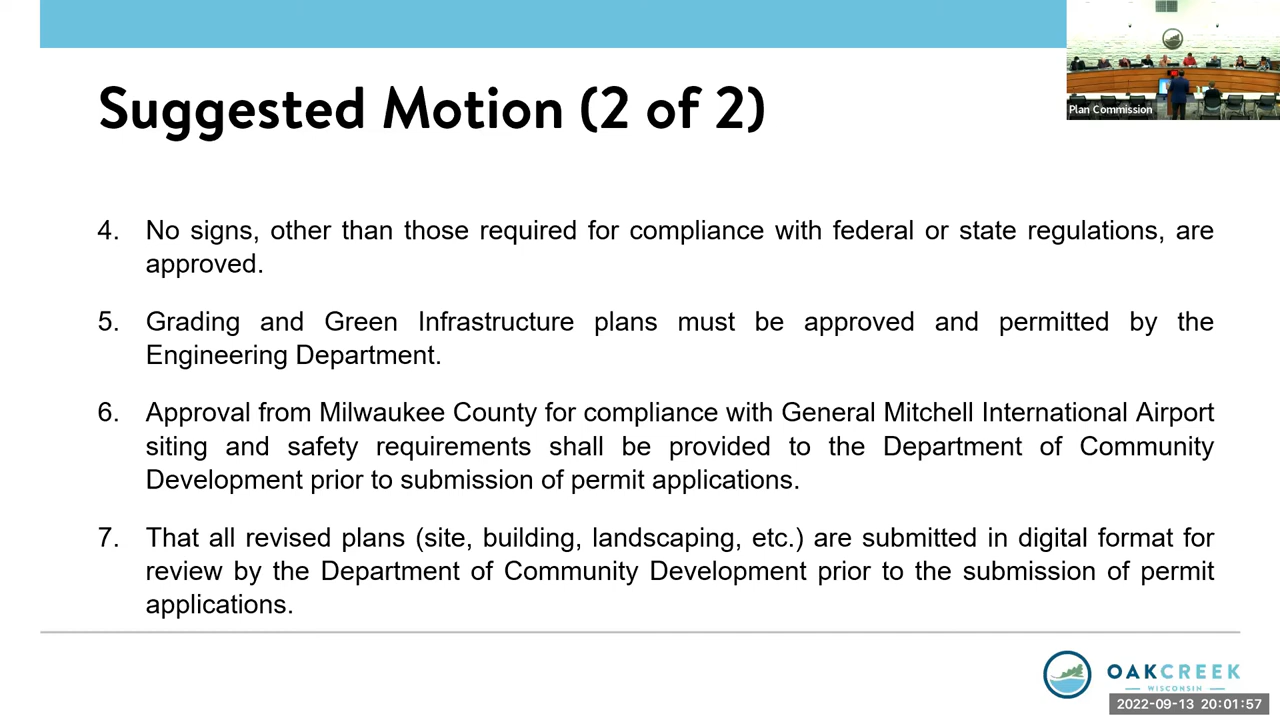 Suggested Motion (2 of 2)
Plan Commission
4. No signs, other than those required for compliance with federal or state regulations, are
approved.
5. Grading and Green Infrastructure plans must be approved and permitted by the
Engineering Department.
6. Approval from Milwaukee County for compliance with General Mitchell International Airport
siting and safety requirements shall be provided to the Department of Community
Development prior to submission of permit applications.
7. That all revised plans (site, building, landscaping, etc.) are submitted in digital format for
review by the Department of Community Development prior to the submission of permit
applications.
OAKCREEK
WISCONSIN
2022-09-13 20:01:57